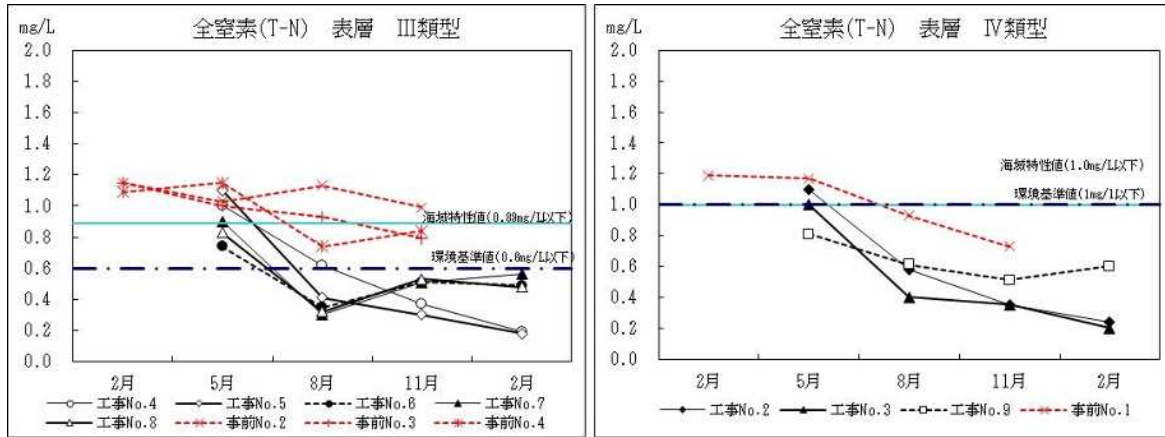 全窒素(T-N) 表層 Ⅲ類型
mg/L
2.0
1.8
1.6
1.4
1.2
1.0
0.8
0.6
0.4
0.2
0.0
海域特性値(0.89mg/L以下)
環境基準値(0.6mg/L以下)
2月 5月 8月 11月 2月
工事No.4 工事No.5 工事No.6 工事No.7
工事No.8 事前No.2 事前No.3 事前No.4
全窒素(T-N) 表層 Ⅳ類型
mg/L
2.0
1.8
1.6
1.4
1.2
1.0
0.8
0.6
0.4
0.2
0.0
海域特性値(1.0mg/L以下)
環境基準値(1mg/L以下)
2月 5月 8月 11月 2月
工事No.2 工事No.3 工事No.9 事前No.1